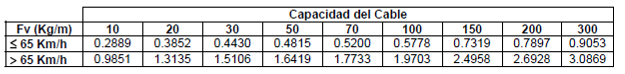 Capacidad del Cable
Fv (Kg/m) 10 20 30 50 70 100 150 200 300
≤ 65 Km/h 0.2889 0.3852 0.4430 0.4815 0.5200 0.5778 0.7319 0.7897 0.9053
> 65 Km/h 0.9851 1.3135 1.5106 1.6419 1.7733 1.9703 2.4958 2.6928 3.0869